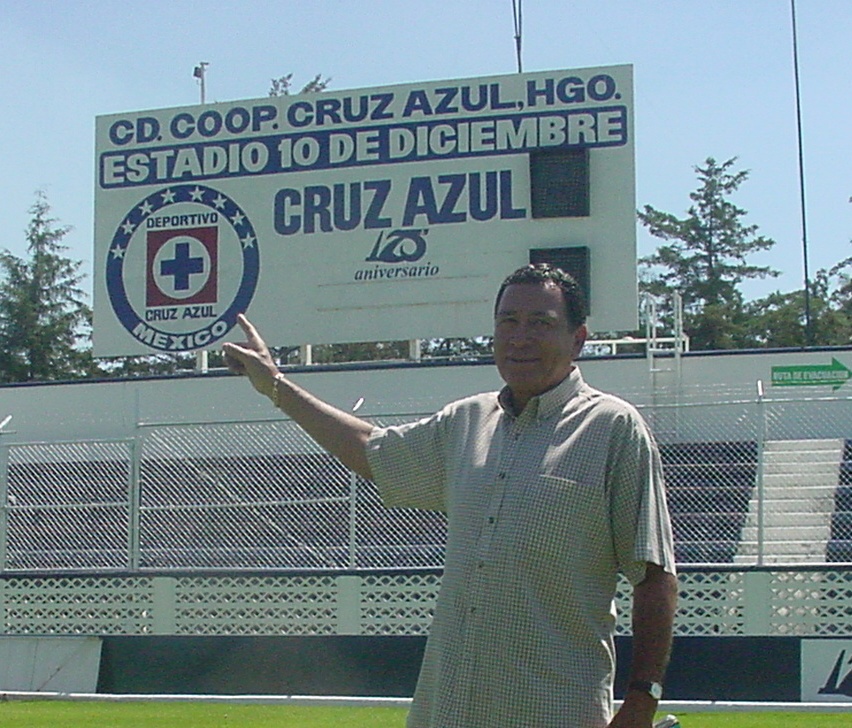 CD. COOP. CRUZ AZUL, HGO.
ESTADIO 10 DE DICIEMBRE
CRUZ AZUL
aniversario
DEPORTIVO
CRUZ AZUL
MEXICO
RUTA DE EVACUACION